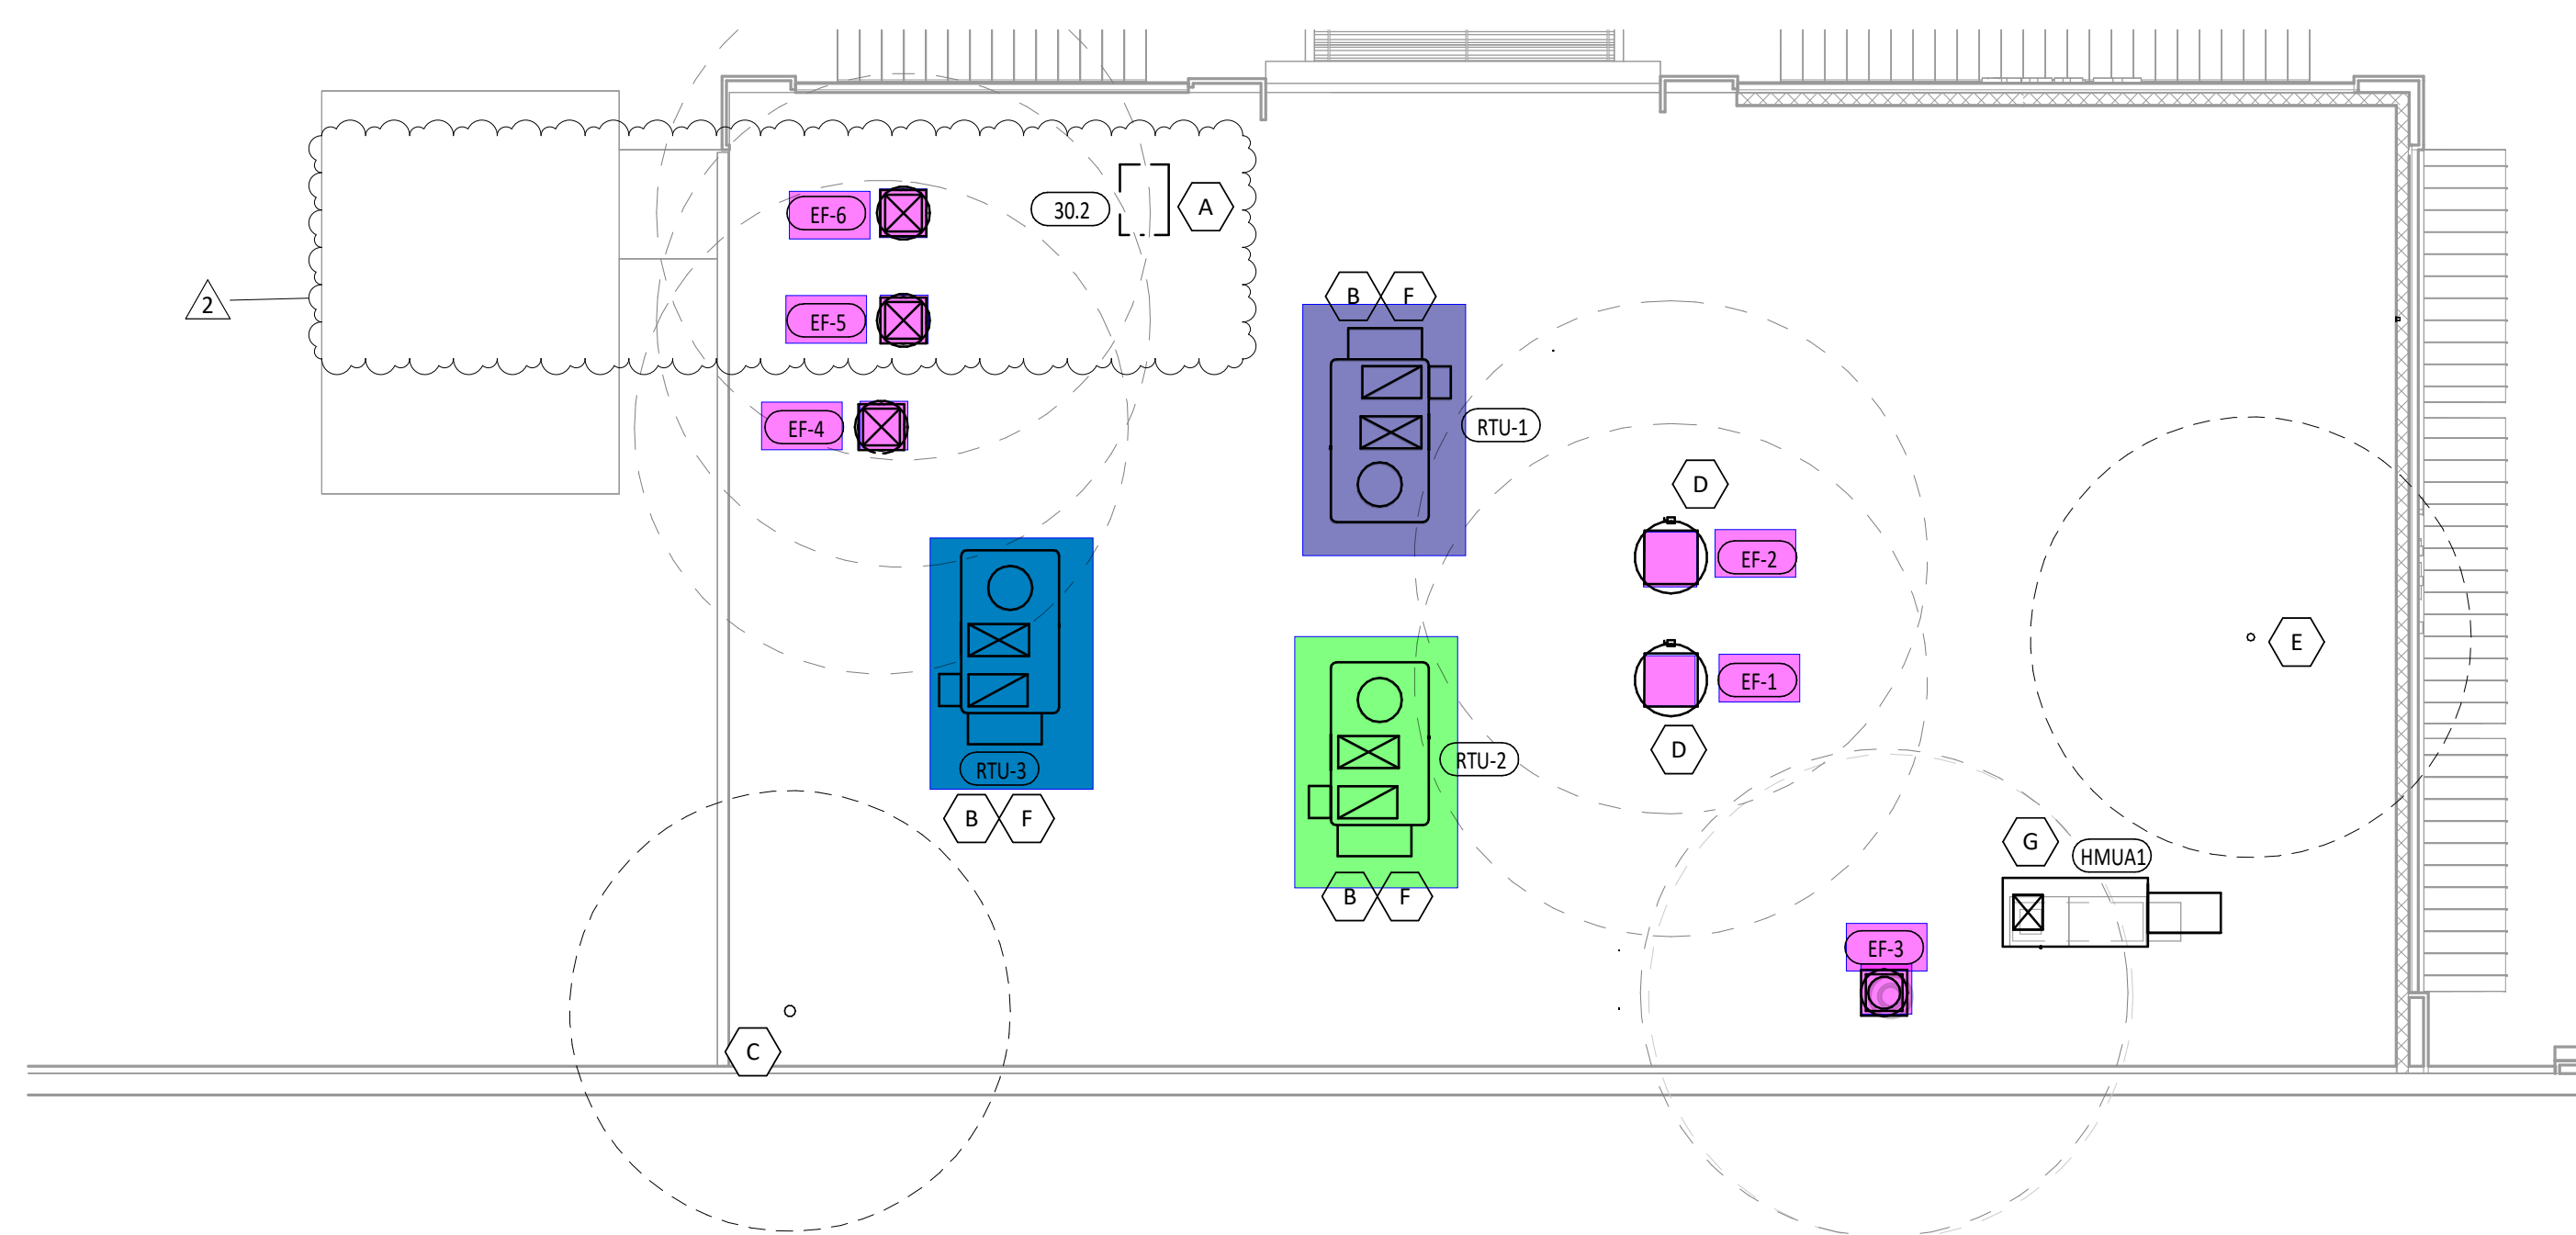 EF-6
30.2
A
2
EF-5
B F
EF-4
RTU-1
D
EF-2
E
EF-1
D
RTU-2
RTU-3
B F
G
HMUA1
B F
EF-3
C